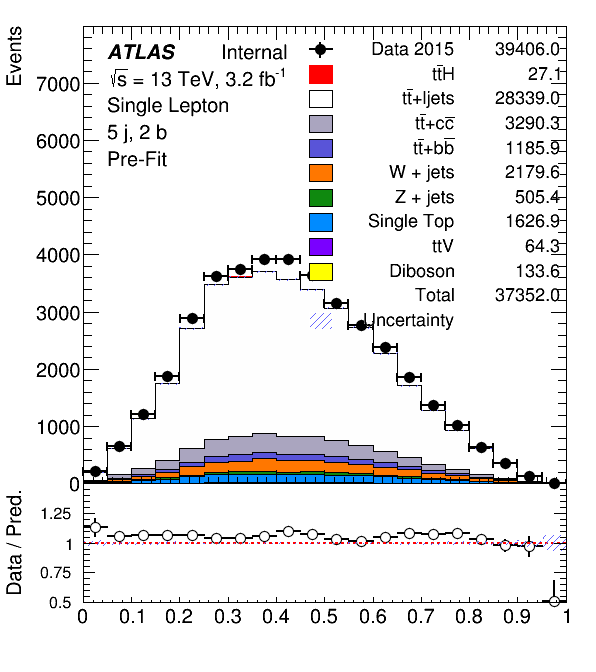 Events
ATLAS Internal
√s = 13 TeV, 3.2 fb⁻¹
Single Lepton
5 j, 2 b
Pre-Fit
Data 2015 39406.0
tt̄H 27.1
tt̄+ljets 28339.0
tt̄+cc̄ 3290.3
tt̄+bb̄ 1185.9
W + jets 2179.6
Z + jets 505.4
Single Top 1626.9
ttV 64.3
Diboson 133.6
Total 37352.0
Uncertainty
7000
6000
5000
4000
3000
2000
1000
0
Data / Pred.
1.25
1
0.75
0.5
0 0.1 0.2 0.3 0.4 0.5 0.6 0.7 0.8 0.9 1